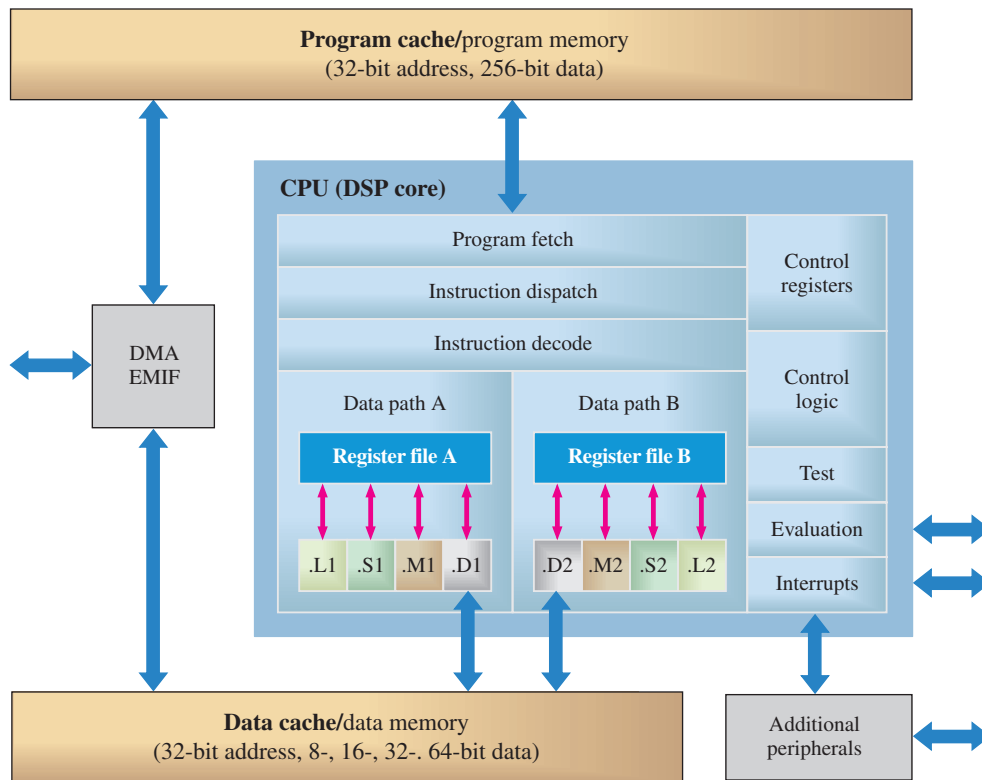 Program cache/program memory
(32-bit address, 256-bit data)
CPU (DSP core)
Program fetch
Control
registers
Instruction dispatch
Instruction decode
DMA
EMIF
Control
logic
Data path A
Data path B
Register file A
Register file B
Test
Evaluation
.L1
.S1
.M1
.D1
.D2
.M2
.S2
.L2
Interrupts
Data cache/data memory
(32-bit address, 8-, 16-, 32-. 64-bit data)
Additional
peripherals